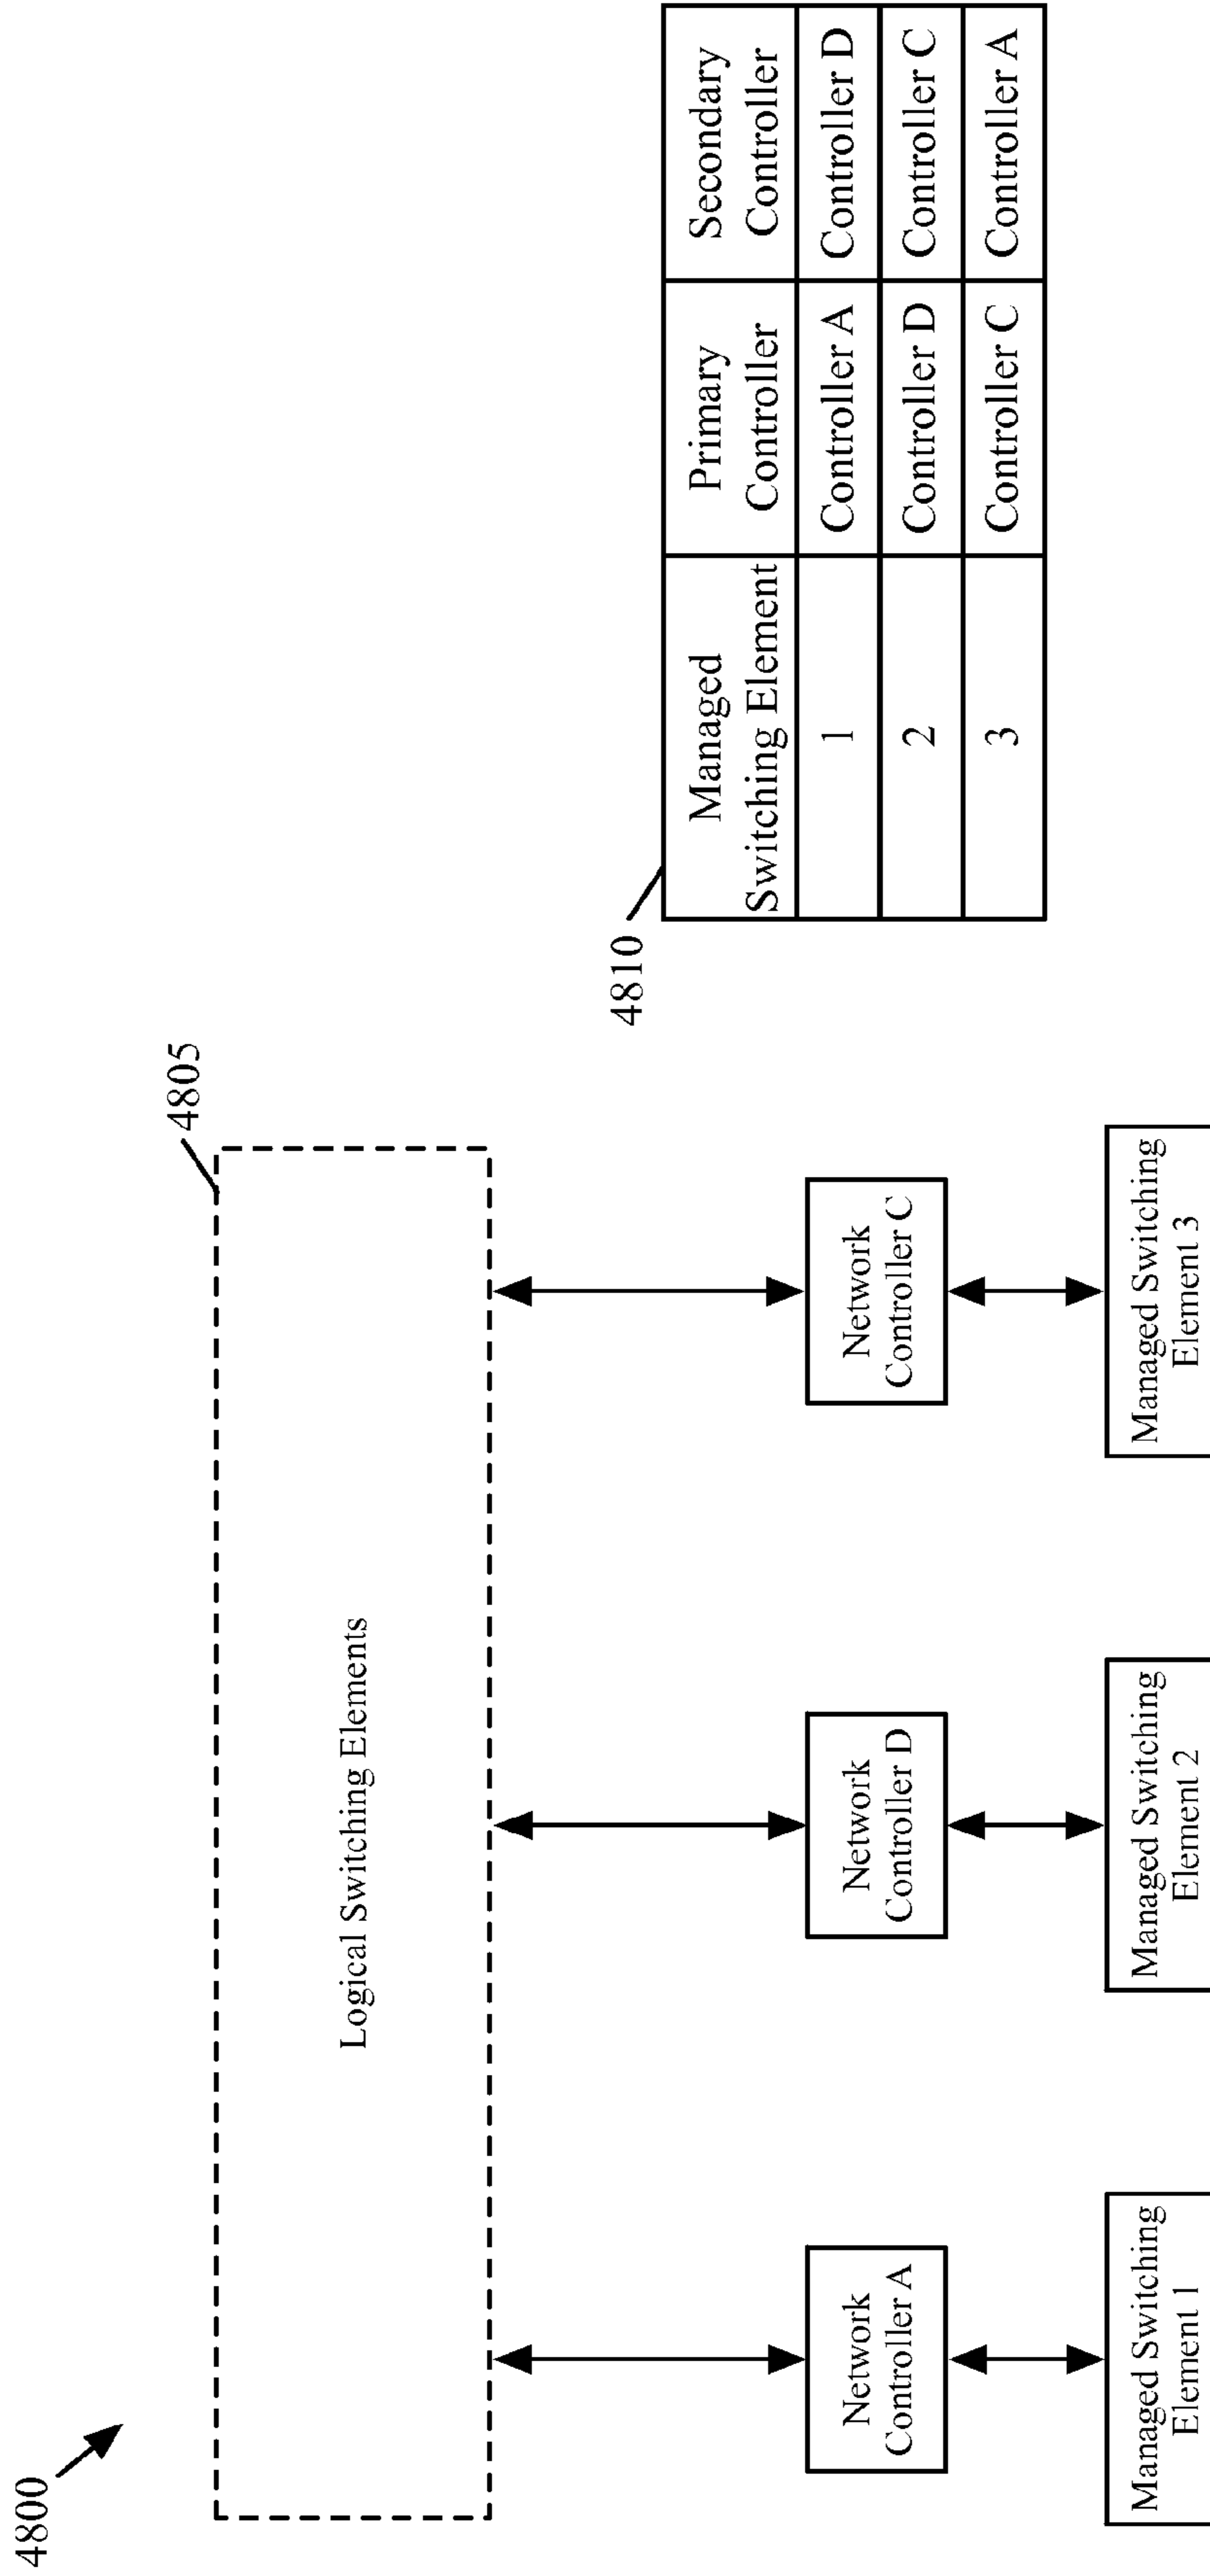 4800
4805
Logical Switching Elements
Network
Controller A
Network
Controller D
Network
Controller C
Managed Switching
Element 1
Managed Switching
Element 2
Managed Switching
Element 3
4810
Managed
Switching Element
Primary
Controller
Secondary
Controller
1
Controller A
Controller D
2
Controller D
Controller C
3
Controller C
Controller A